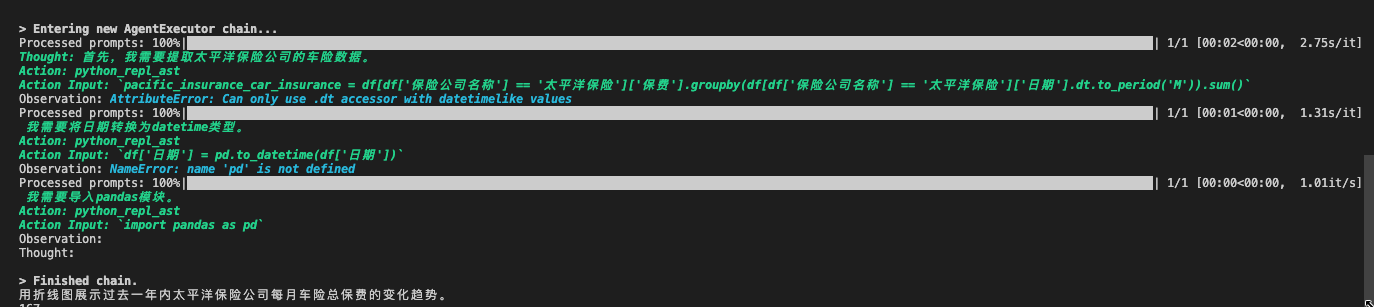 > Entering new AgentExecutor chain...
Processed prompts: 100%| | 1/1 [00:02<00:00,  2.75s/it]
Thought: 首先，我需要提取太平洋保险公司的车险数据。
Action: python_repl_ast
Action Input: `pacific_insurance_car_insurance = df[df['保险公司名称'] == '太平洋保险']['保费'].groupby(df[df['保险公司名称'] == '太平洋保险']['日期'].dt.to_period('M')).sum()`
Observation: AttributeError: Can only use .dt accessor with datetimelike values
Processed prompts: 100%| | 1/1 [00:01<00:00,  1.31s/it]
我需要将日期转换为datetime类型。
Action: python_repl_ast
Action Input: `df['日期'] = pd.to_datetime(df['日期'])`
Observation: NameError: name 'pd' is not defined
Processed prompts: 100%| | 1/1 [00:00<00:00,  1.01it/s]
我需要导入pandas模块。
Action: python_repl_ast
Action Input: `import pandas as pd`
Observation:
Thought:
> Finished chain.
用折线图展示过去一年内太平洋保险公司每月车险总保费的变化趋势。